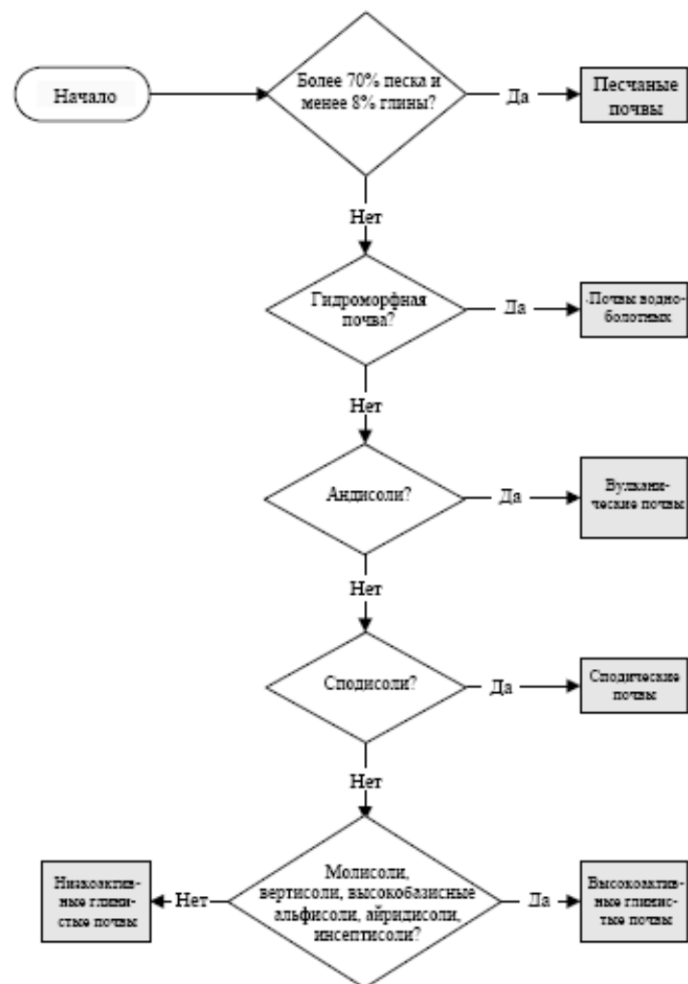 Начало
Более 70% песка и
менее 8% глины?
Да
Песчаные
почвы
Нет
Гидроморфная
почва?
Да
.Почвы водно-
болотных
Нет
Андисоли?
Да
Вулкани-
ческие почвы
Нет
Сподисоли?
Да
Сподические
почвы
Нет
Низкоактив-
ные глини-
стые почвы
Нет
Молисоли,
вертисоли, высокобазисные
альфисоли, айридисоли,
инсептисоли?
Да
Высокоактив-
ные глинис-
тые почвы